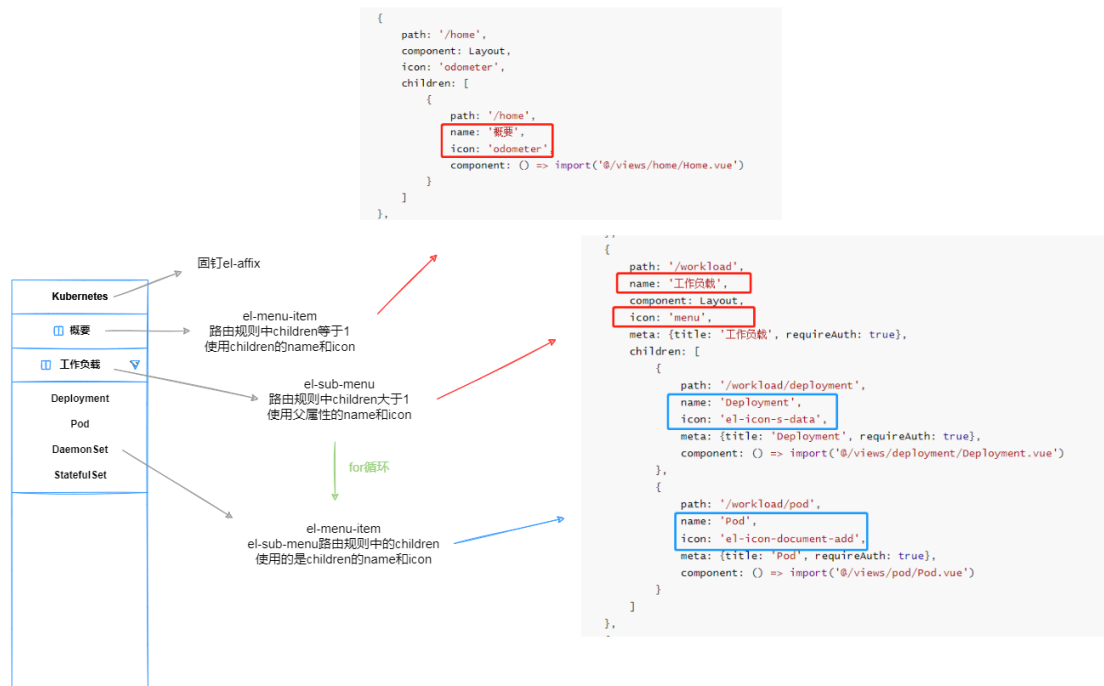 {
path: '/home',
component: Layout,
icon: 'odometer',
children: [
{
path: '/home',
name: '概要',
icon: 'odometer',
component: () => import('@/views/home/Home.vue')
}
]
},
固钉el-affix
Kubernetes
概要
工作负载
Deployment
Pod
DaemonSet
StatefulSet
el-menu-item
路由规则中children等于1
使用children的name和icon
el-sub-menu
路由规则中children大于1
使用父属性的name和icon
for循环
el-menu-item
el-sub-menu路由规则中的children
使用的是children的name和icon
},
{
path: '/workload',
name: '工作负载',
component: Layout,
icon: 'menu',
meta: {title: '工作负载', requireAuth: true},
children: [
{
path: '/workload/deployment',
name: 'Deployment',
icon: 'el-icon-s-data',
meta: {title: 'Deployment', requireAuth: true},
component: () => import('@/views/deployment/Deployment.vue')
},
{
path: '/workload/pod',
name: 'Pod',
icon: 'el-icon-document-add',
meta: {title: 'Pod', requireAuth: true},
component: () => import('@/views/pod/Pod.vue')
}
]
},